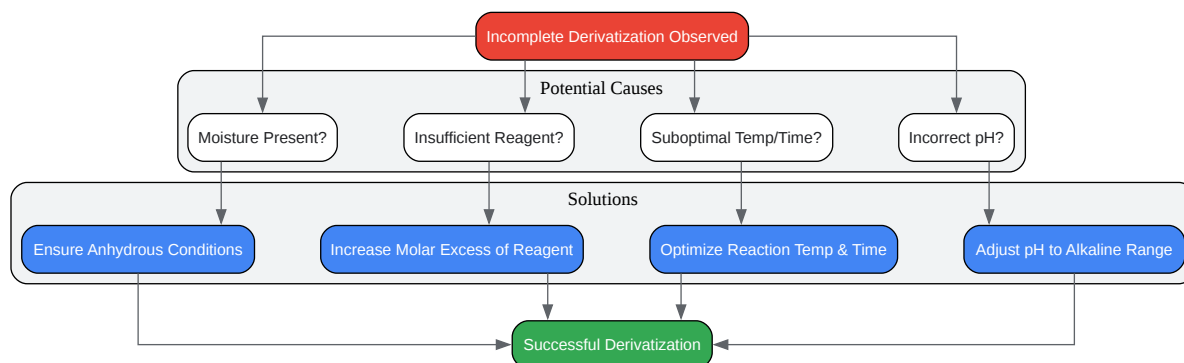 Incomplete Derivatization Observed
Potential Causes
Moisture Present?
Insufficient Reagent?
Suboptimal Temp/Time?
Incorrect pH?
Solutions
Ensure Anhydrous Conditions
Increase Molar Excess of Reagent
Optimize Reaction Temp & Time
Adjust pH to Alkaline Range
Successful Derivatization